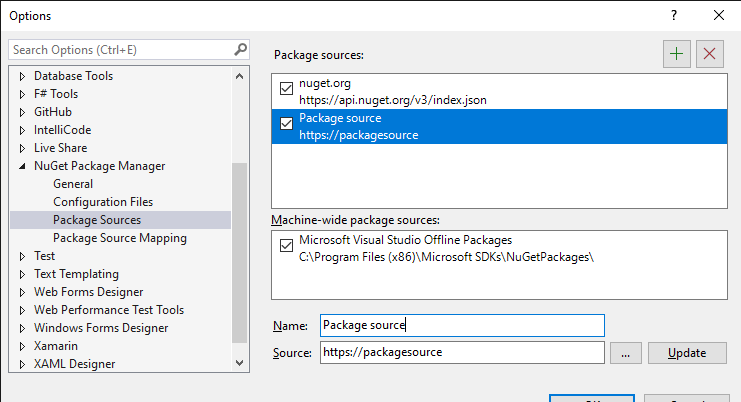 Options
Search Options (Ctrl+E)
Database Tools
F# Tools
GitHub
IntelliCode
Live Share
NuGet Package Manager
General
Configuration Files
Package Sources
Package Source Mapping
Test
Text Templating
Web Forms Designer
Web Performance Test Tools
Windows Forms Designer
Xamarin
XAML Designer
Package sources:
nuget.org
https://api.nuget.org/v3/index.json
Package source
https://packagesource
Machine-wide package sources:
Microsoft Visual Studio Offline Packages
C:\Program Files (x86)\Microsoft SDKs\NuGetPackages\
Name: Package source
Source: https://packagesource ... Update